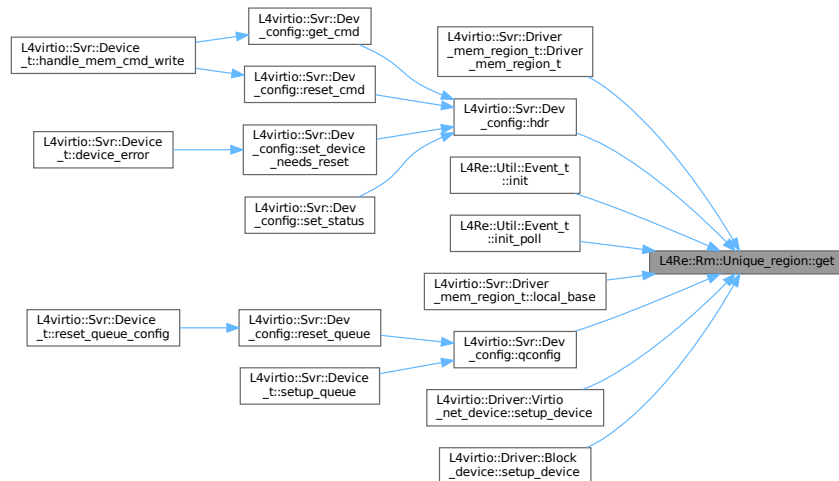 L4virtio::Svr::Device
_t::handle_mem_cmd_write
L4virtio::Svr::Dev
_config::get_cmd
L4virtio::Svr::Dev
_config::reset_cmd
L4virtio::Svr::Device
_t::device_error
L4virtio::Svr::Dev
_config::set_device
_needs_reset
L4virtio::Svr::Dev
_config::set_status
L4virtio::Svr::Device
_t::reset_queue_config
L4virtio::Svr::Dev
_config::reset_queue
L4virtio::Svr::Device
_t::setup_queue
L4virtio::Svr::Driver
_mem_region_t::Driver
_mem_region_t
L4virtio::Svr::Dev
_config::hdr
L4Re::Util::Event_t
::init
L4Re::Util::Event_t
::init_poll
L4virtio::Svr::Driver
_mem_region_t::local_base
L4virtio::Svr::Dev
_config::qconfig
L4virtio::Driver::Virtio
_net_device::setup_device
L4virtio::Driver::Block
_device::setup_device
L4Re::Rm::Unique_region::get